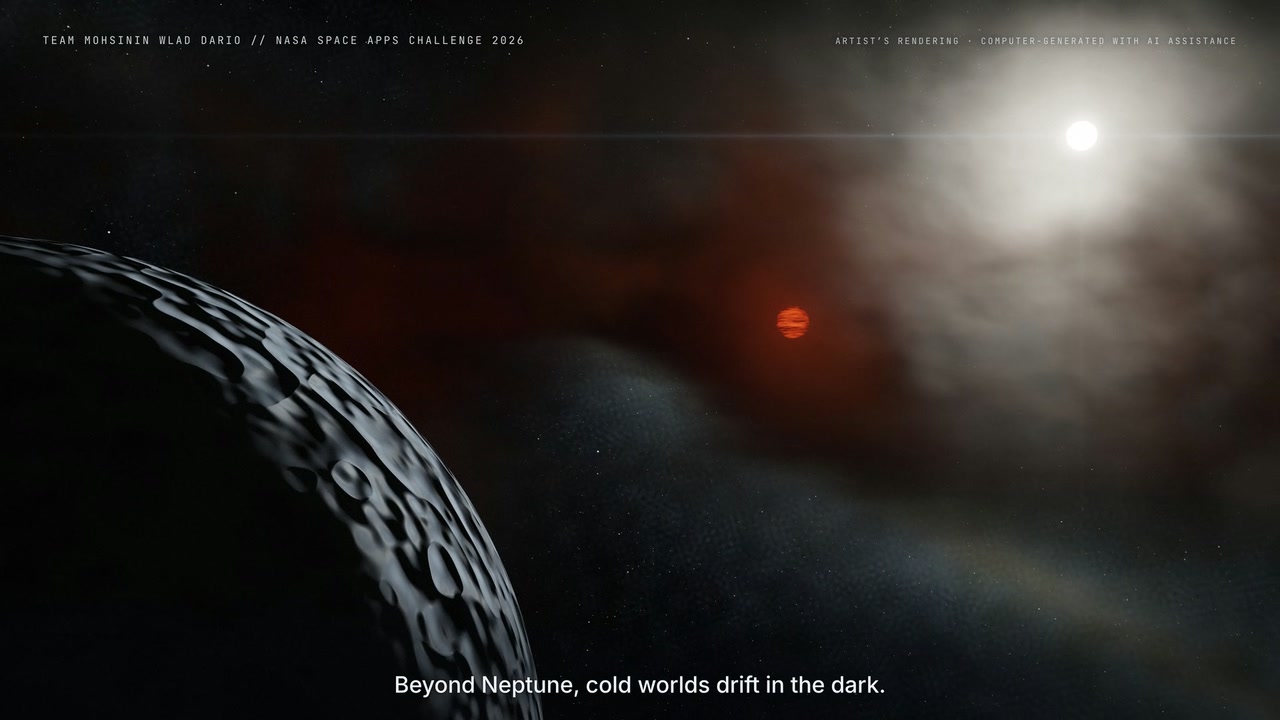 TEAM MOHSININ WLAD DARIO // NASA SPACE APPS CHALLENGE 2026
ARTIST'S RENDERING · COMPUTER-GENERATED WITH AI ASSISTANCE
Beyond Neptune, cold worlds drift in the dark.